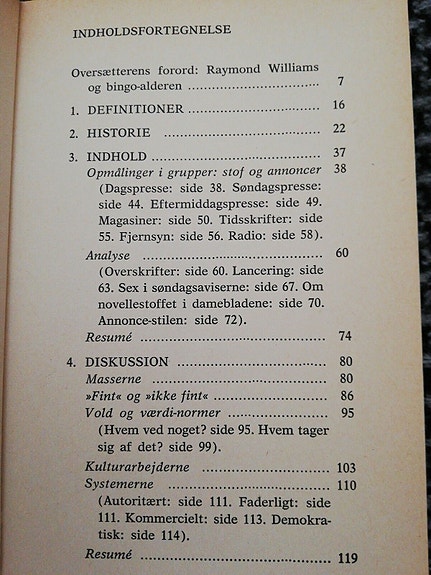 INDHOLDSFORTEGNELSE
Oversætterens forord: Raymond Williams
og bingo-alderen ................................ 7
1. DEFINITIONER ................................ 16
2. HISTORIE ................................ 22
3. INDHOLD ................................ 37
Opmålinger i grupper: stof og annoncer 38
(Dagspresse: side 38. Søndagspresse:
side 44. Eftermiddagspresse: side 49.
Magasiner: side 50. Tidsskrifter: side
55. Fjernsyn: side 56. Radio: side 58).
Analyse ................................ 60
(Overskrifter: side 60. Lancering: side
63. Sex i søndagsaviserne: side 67. Om
novellestoffet i damebladene: side 70.
Annonce-stilen: side 72).
Resumé ................................ 74
4. DISKUSSION ................................ 80
Masserne ................................ 80
»Fint« og »ikke fint« ................................ 86
Vold og værdi-normer ................................ 95
(Hvem ved noget? side 95. Hvem tager
sig af det? side 99).
Kulturarbejderne ................................ 103
Systemerne ................................ 110
(Autoritært: side 111. Faderligt: side
111. Kommercielt: side 113. Demokra-
tisk: side 114).
Resumé ................................ 119